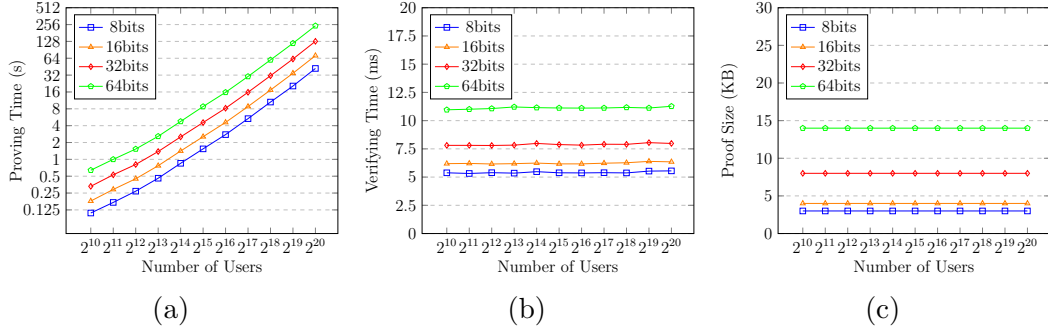 512
256
128
64
32
16
8
4
2
1
0.5
0.25
0.125
Proving Time (s)
8bits
16bits
32bits
64bits
2^10 2^11 2^12 2^13 2^14 2^15 2^16 2^17 2^18 2^19 2^20
Number of Users
(a)
20
17.5
15
12.5
10
7.5
5
2.5
0
Verifying Time (ms)
8bits
16bits
32bits
64bits
2^10 2^11 2^12 2^13 2^14 2^15 2^16 2^17 2^18 2^19 2^20
Number of Users
(b)
30
25
20
15
10
5
0
Proof Size (KB)
8bits
16bits
32bits
64bits
2^10 2^11 2^12 2^13 2^14 2^15 2^16 2^17 2^18 2^19 2^20
Number of Users
(c)